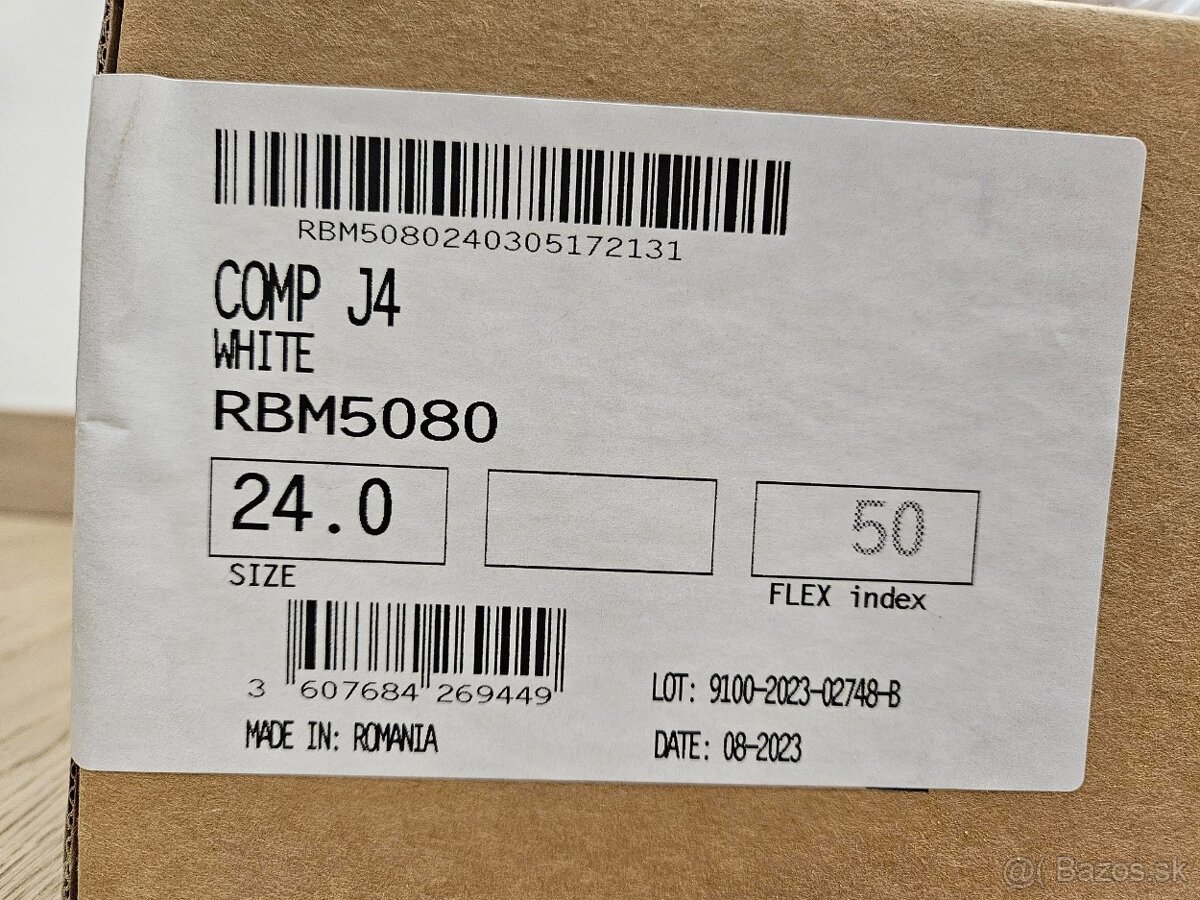 RBM5080240305172131
COMP J4
WHITE
RBM5080
24.0
50
SIZE
FLEX index
3 607684 269449
LOT: 9100-2023-02748-B
MADE IN: ROMANIA
DATE: 08-2023
@( Bazos.sk